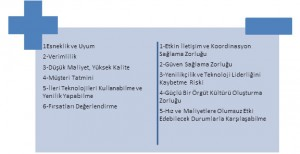 1Esneklik ve Uyum
2-Verimlilik
3-Düşük Maliyet, Yüksek Kalite
4-Müşteri Tatmini
5-İleri Teknolojileri Kullanabilme ve
Yenilik Yapabilme
6-Fırsatları Değerlendirme
1-Etkin İletişim ve Koordinasyon
Sağlama Zorluğu
2-Güven Sağlama Zorluğu
3-Yenilikçilik ve Teknoloji Liderliğini
Kaybetme Riski
4-Güçlü Bir Örgüt Kültürü Oluşturma
Zorluğu
5-Hız ve Maliyetlere Olumsuz Etki
Edebilecek Durumlarla Karşılaşabilme